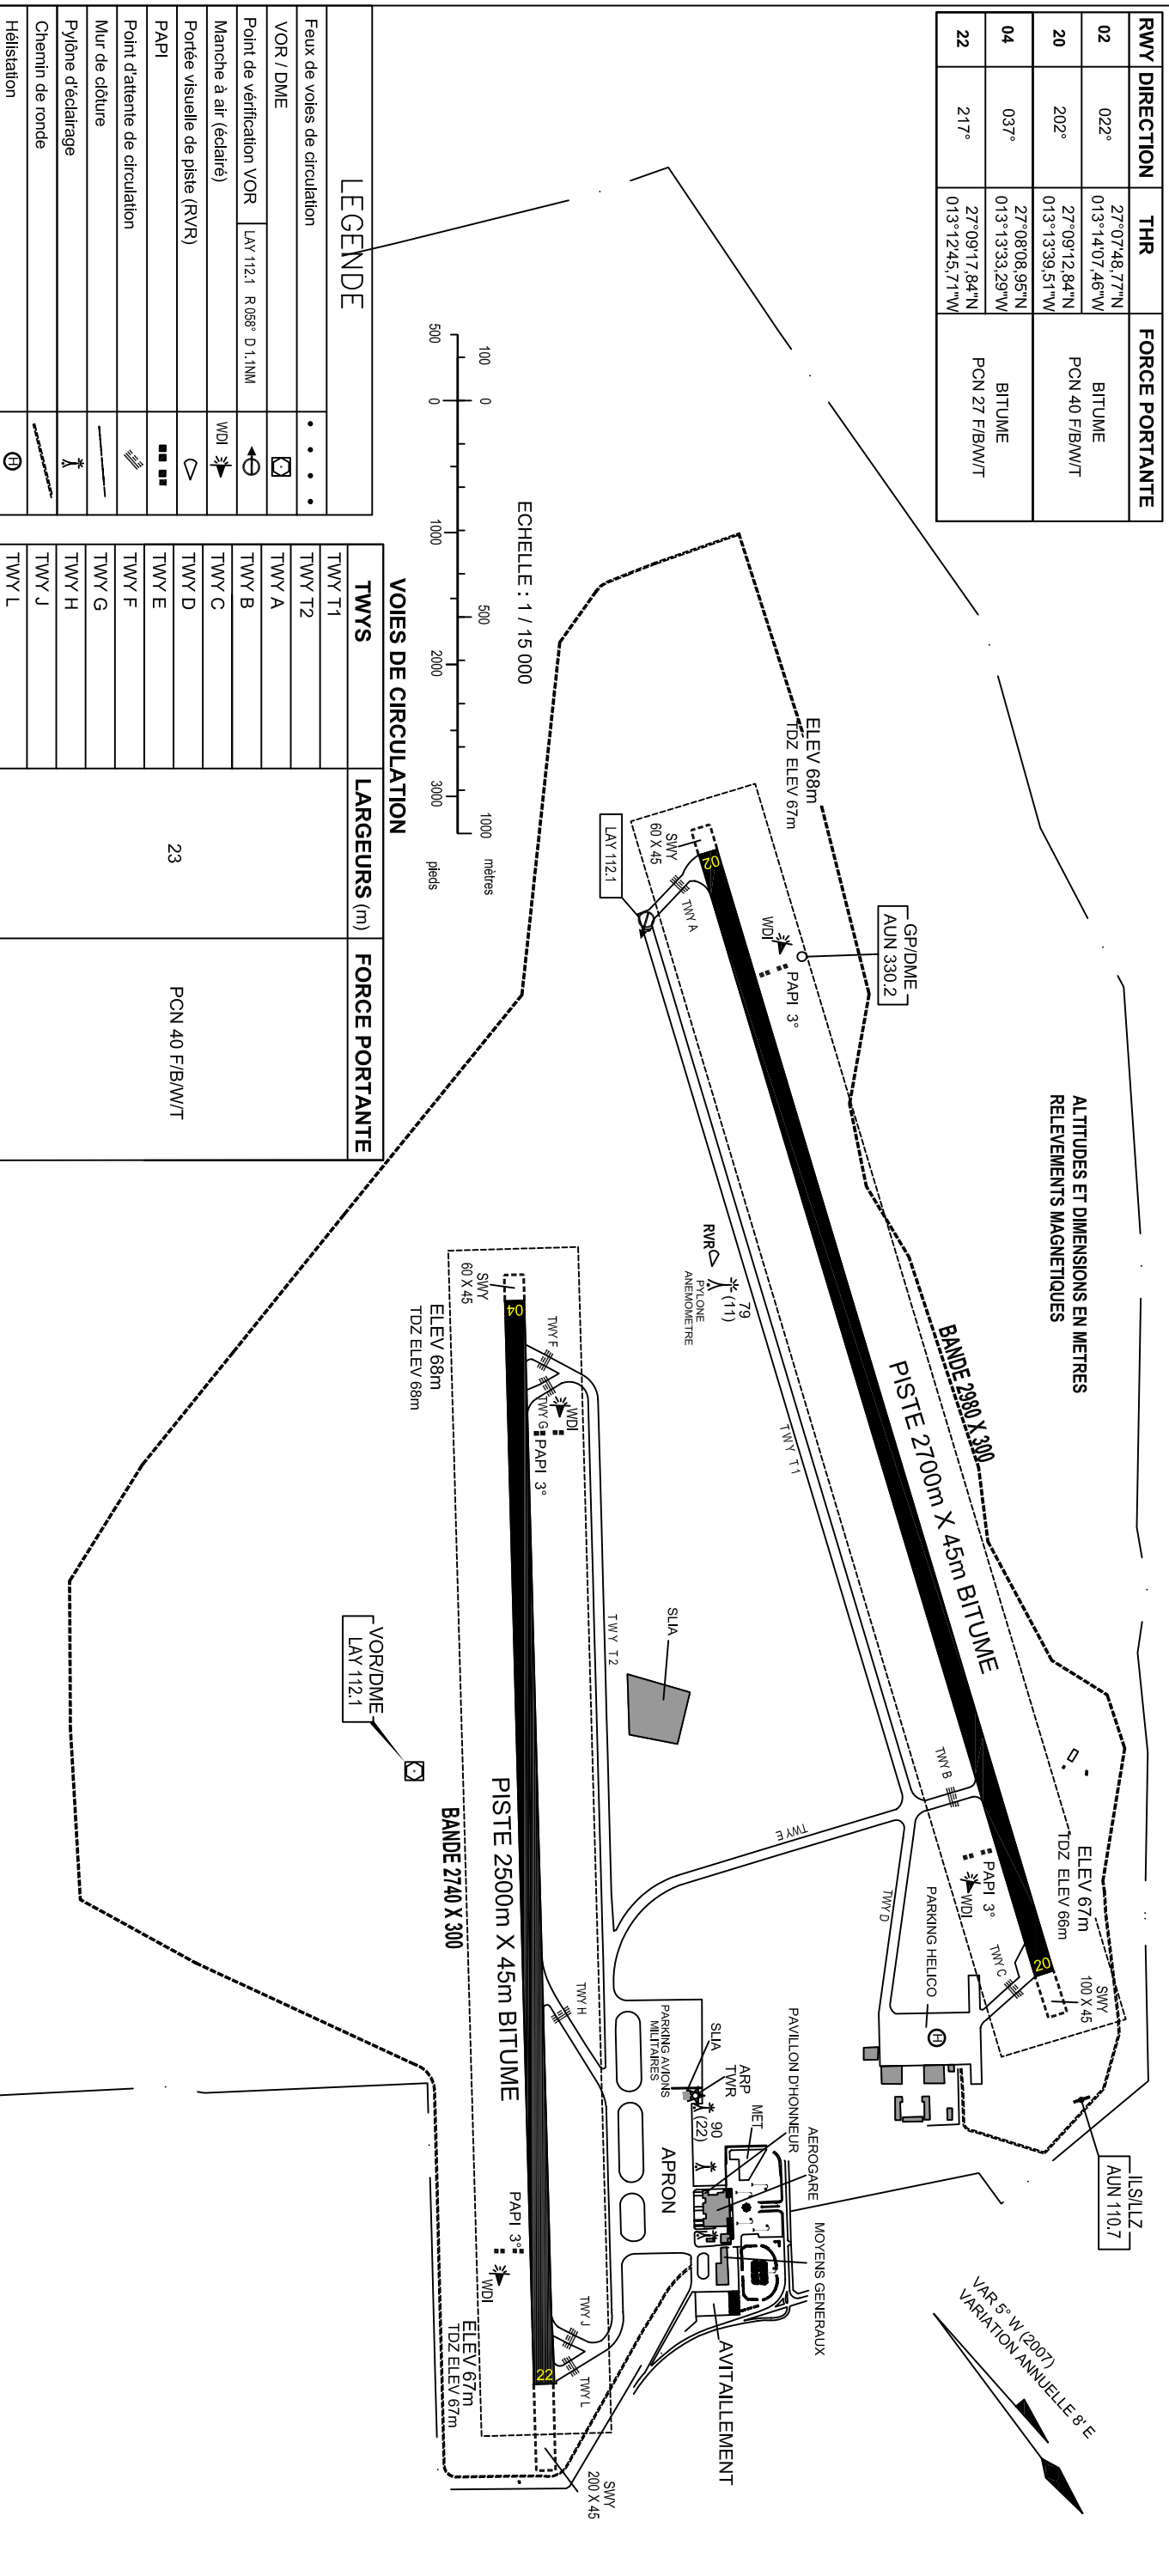 RWY DIRECTION THR FORCE PORTANTE
02 022° 27°07'48,77"N 013°14'07,46"W BITUME
20 202° 27°09'12,84"N 013°13'39,51"W PCN 40 F/B/W/T
04 037° 27°08'08,95"N 013°13'33,29"W BITUME
22 217° 27°09'17,84"N 013°12'45,71"W PCN 27 F/B/W/T
ALTITUDES ET DIMENSIONS EN METRES
RELEVEMENTS MAGNETIQUES
ILS/LLZ
AUN 110.7
VAR 5° W (2007)
VARIATION ANNUELLE 8' E
GP/DME
AUN 330.2
ELEV 68m
TDZ ELEV 67m
SWY
60 X 45
02
LAY 112.1
TWY A
WDI
PAPI 3°
BANDE 2980 X 300
PISTE 2700m X 45m BITUME
TWY T1
RVR
79
(11)
PYLONE
ANEMOMETRE
ELEV 67m
TDZ ELEV 66m
SWY
100 X 45
20
TWY B
TWY C
TWY D
TWY E
PAPI 3°
WDI
PARKING HELICO
H
SLIA
TWY T2
PAVILLON D'HONNEUR
AEROGARE
MOYENS GENERAUX
MET
ARP
TWR
SLIA
90
(22)
PARKING AVIONS
MILITAIRES
APRON
AVITAILLEMENT
SWY
60 X 45
04
ELEV 68m
TDZ ELEV 68m
TWY F
TWY G
WDI
PAPI 3°
PISTE 2500m X 45m BITUME
BANDE 2740 X 300
VOR/DME
LAY 112.1
TWY H
TWY J
TWY L
PAPI 3°
WDI
22
ELEV 67m
TDZ ELEV 67m
SWY
200 X 45
ECHELLE : 1 / 15 000
100 0 500 1000 mètres
500 0 1000 2000 3000 pieds
LEGENDE
Feux de voies de circulation
VOR / DME
Point de vérification VOR LAY 112.1 R 058° D 1.1NM
Manche à air (éclairé) WDI
Portée visuelle de piste (RVR)
PAPI
Point d'attente de circulation
Mur de clôture
Pylône d'éclairage
Chemin de ronde
Hélistation H
VOIES DE CIRCULATION
TWYS LARGEURS (m) FORCE PORTANTE
TWY T1
TWY T2
TWY A
TWY B
TWY C
TWY D
TWY E 23 PCN 40 F/B/W/T
TWY F
TWY G
TWY H
TWY J
TWY L